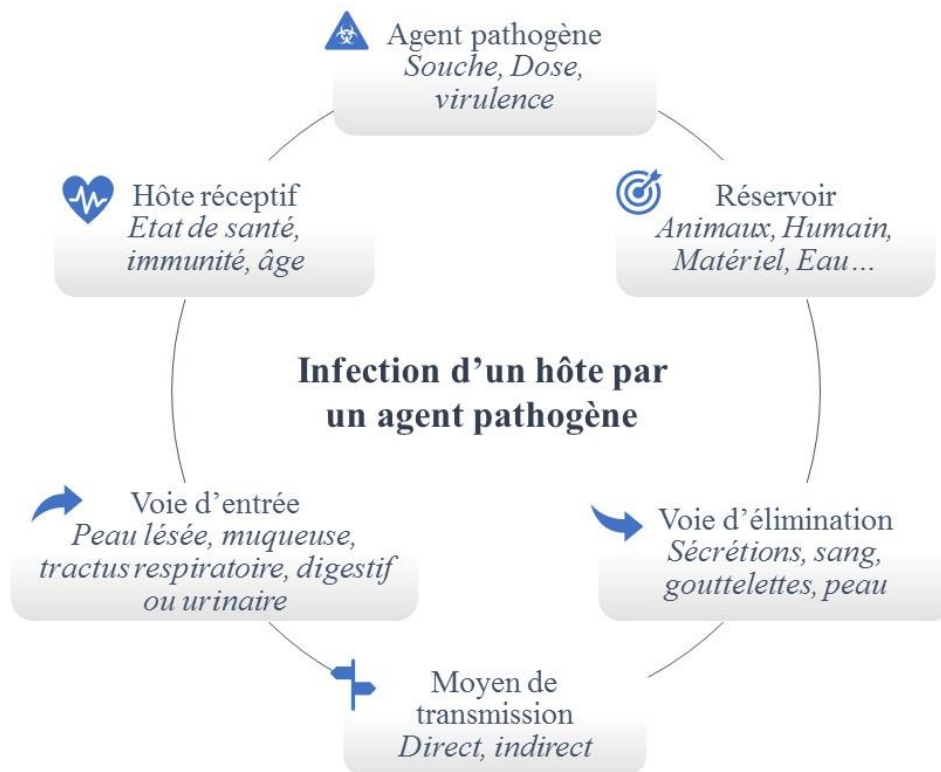 Agent pathogène
Souche, Dose,
virulence
Hôte réceptif
Etat de santé,
immunité, âge
Réservoir
Animaux, Humain,
Matériel, Eau…
Infection d’un hôte par
un agent pathogène
Voie d’entrée
Peau lésée, muqueuse,
tractus respiratoire, digestif
ou urinaire
Voie d’élimination
Sécrétions, sang,
gouttelettes, peau
Moyen de
transmission
Direct, indirect